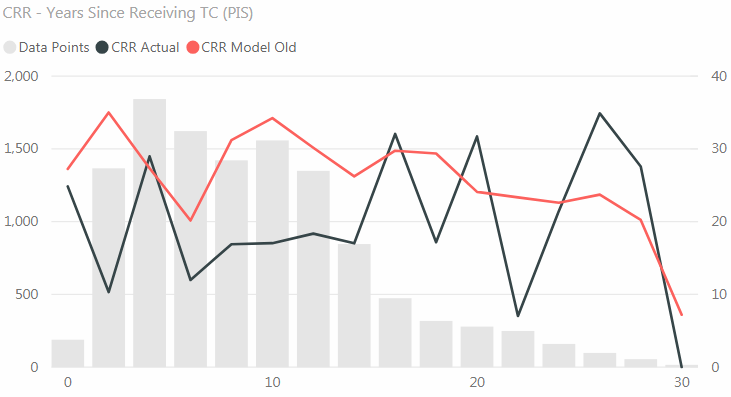 CRR - Years Since Receiving TC (PIS)
Data Points CRR Actual CRR Model Old
2,000 40
1,500 30
1,000 20
500 10
0 0
0 10 20 30